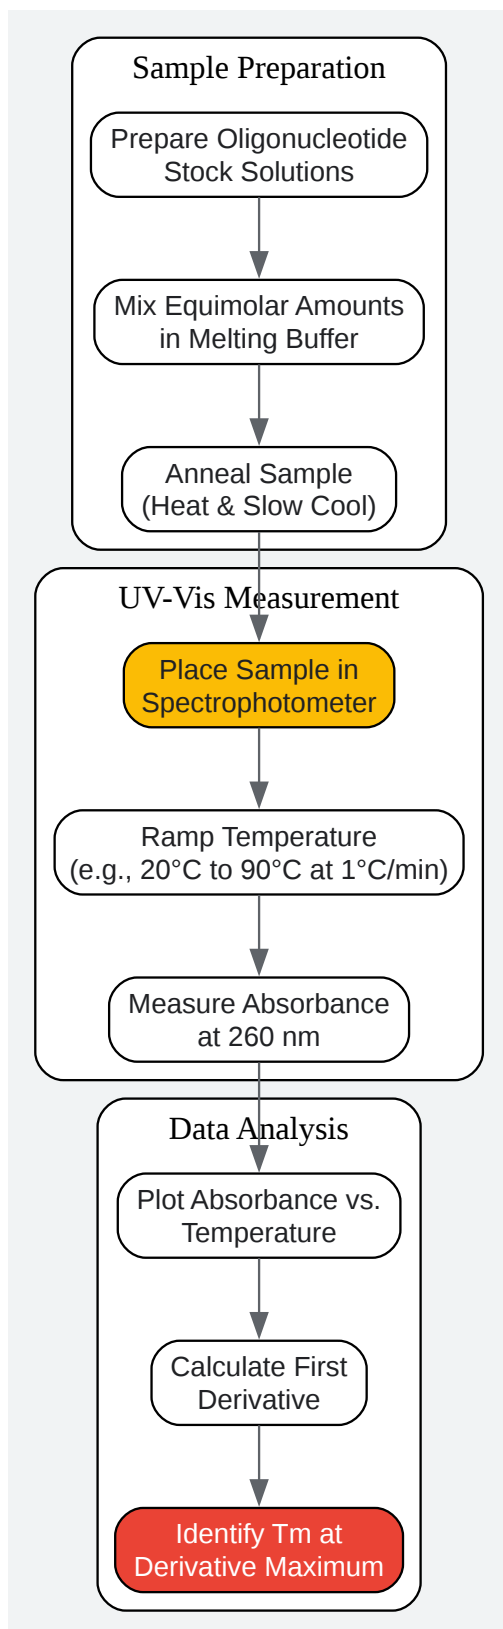 Sample Preparation
Prepare Oligonucleotide
Stock Solutions
Mix Equimolar Amounts
in Melting Buffer
Anneal Sample
(Heat & Slow Cool)
UV-Vis Measurement
Place Sample in
Spectrophotometer
Ramp Temperature
(e.g., 20°C to 90°C at 1°C/min)
Measure Absorbance
at 260 nm
Data Analysis
Plot Absorbance vs.
Temperature
Calculate First
Derivative
Identify Tm at
Derivative Maximum